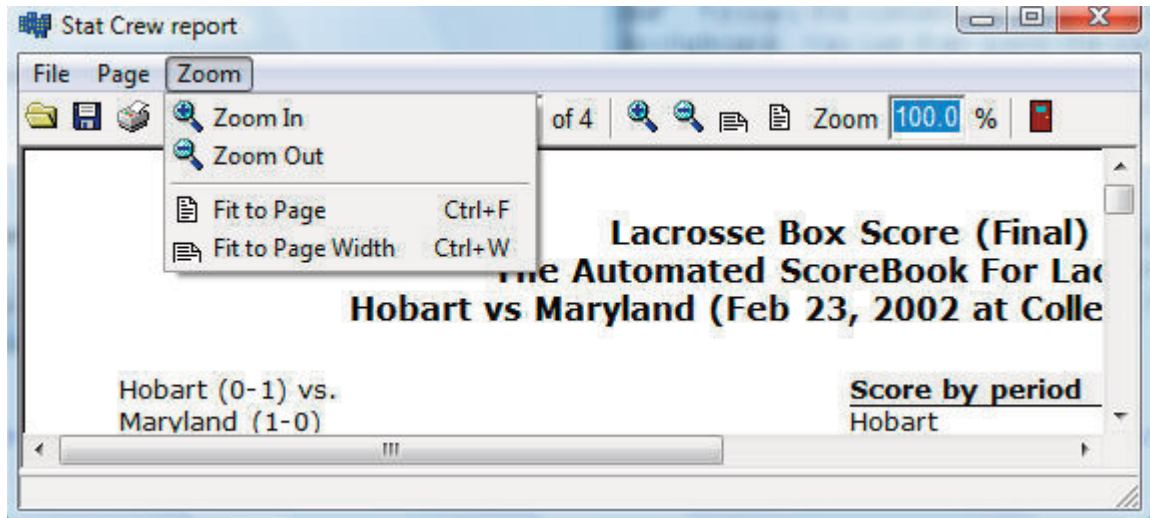 Stat Crew report
File Page Zoom
of 4 Zoom 100.0 %
Zoom In
Zoom Out
Fit to Page Ctrl+F
Fit to Page Width Ctrl+W
Lacrosse Box Score (Final)
The Automated ScoreBook For Lac
Hobart vs Maryland (Feb 23, 2002 at Colle
Hobart (0-1) vs.
Maryland (1-0)
Score by period
Hobart